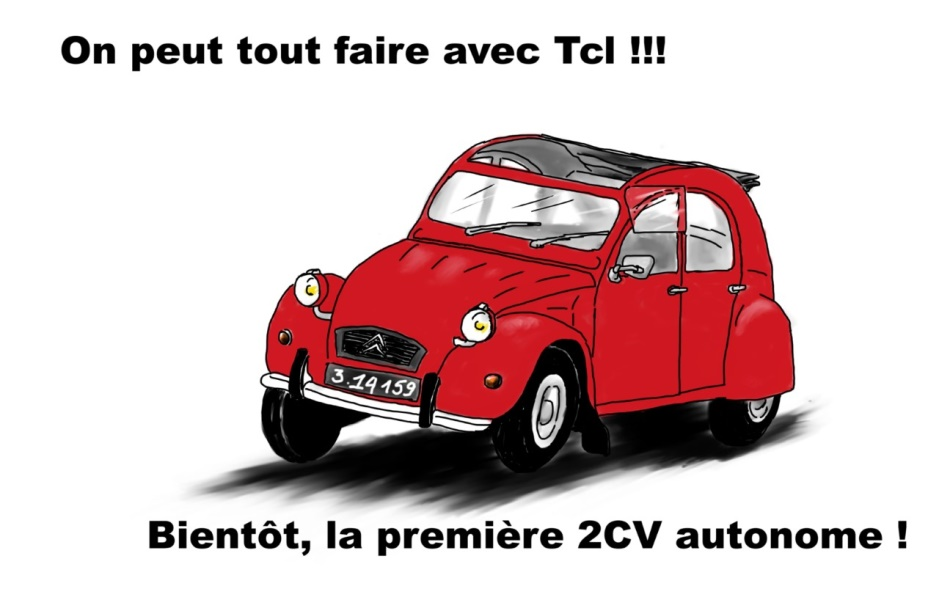 On peut tout faire avec Tcl !!!
3.14159
Bientôt, la première 2CV autonome !